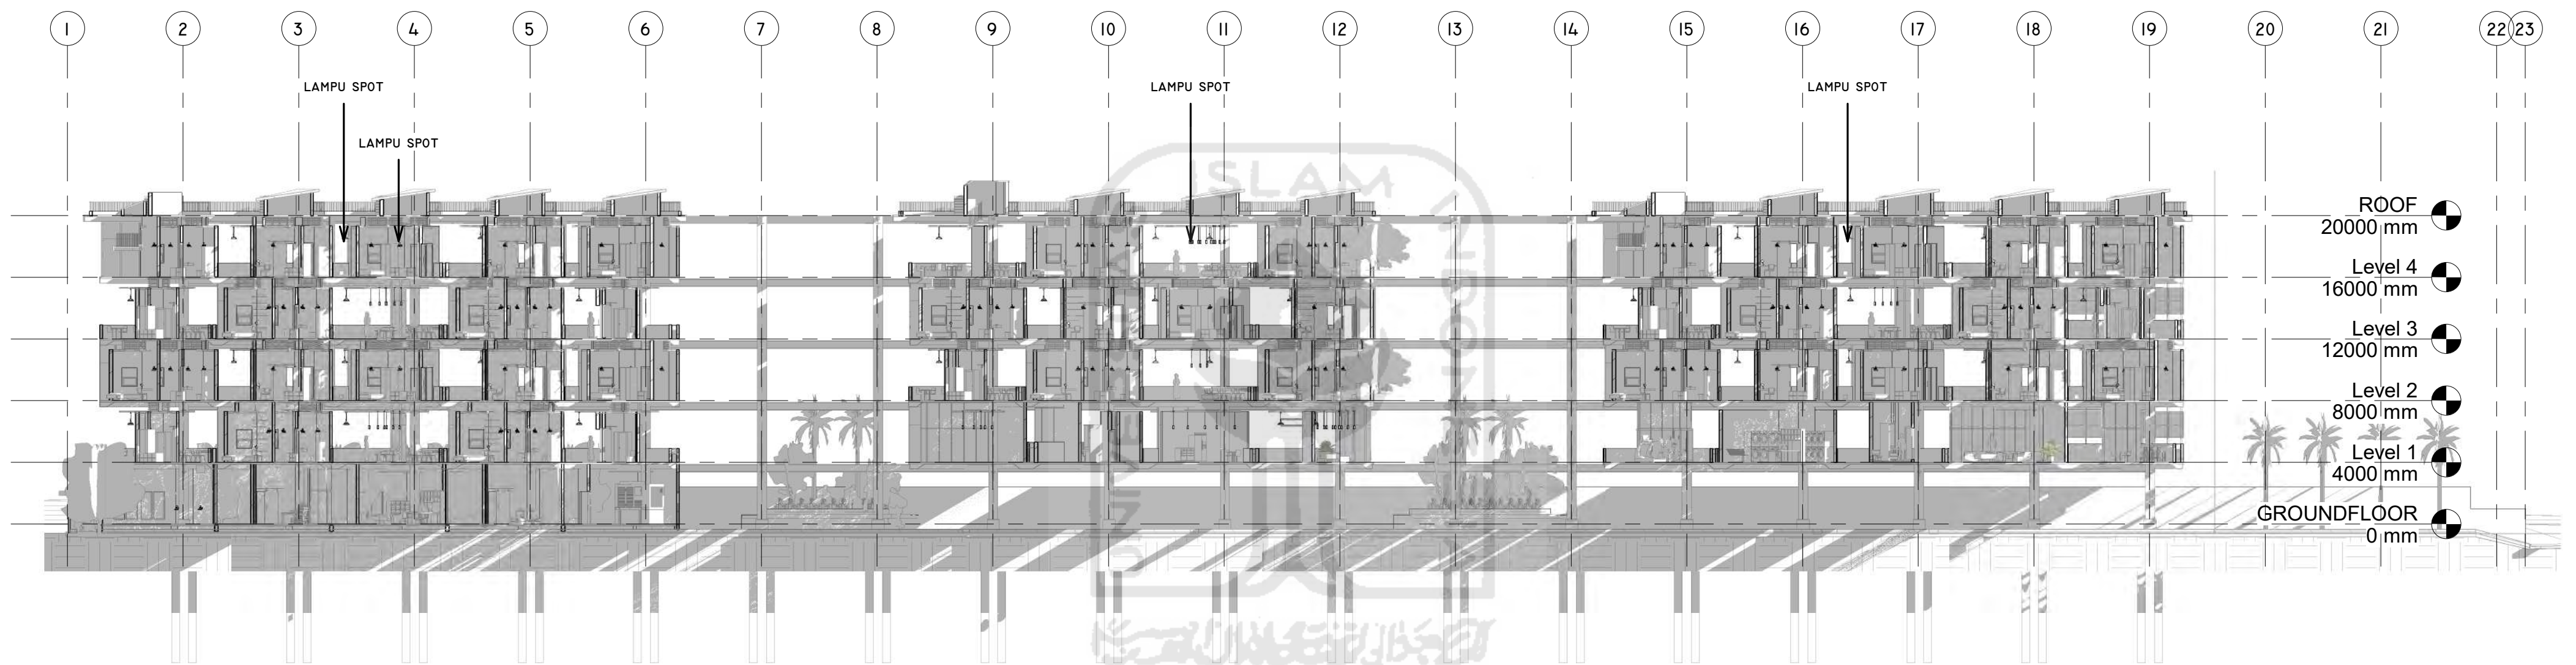 1 2 3 4 5 6 7 8 9 10 11 12 13 14 15 16 17 18 19 20 21 22 23
LAMPU SPOT
LAMPU SPOT
LAMPU SPOT
LAMPU SPOT
ISLAM
ROOF
20000 mm
Level 4
16000 mm
Level 3
12000 mm
Level 2
8000 mm
Level 1
4000 mm
GROUNDFLOOR
0 mm